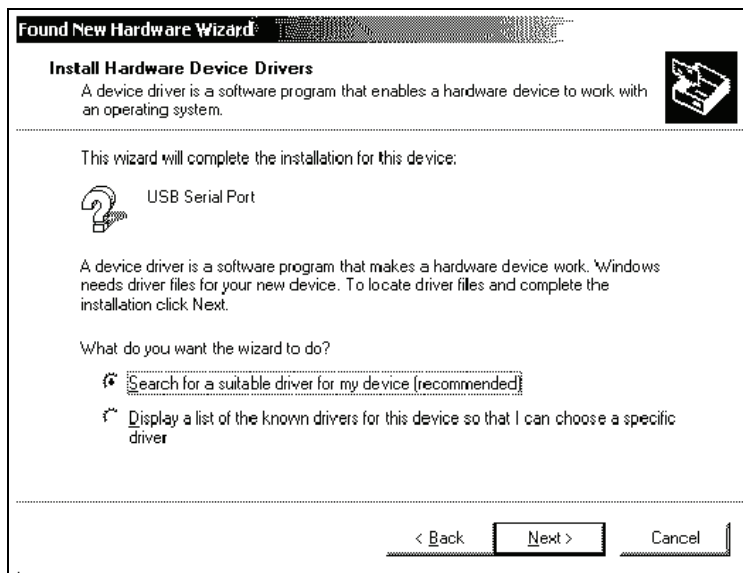 Found New Hardware Wizard
Install Hardware Device Drivers
A device driver is a software program that enables a hardware device to work with
an operating system.
This wizard will complete the installation for this device:
USB Serial Port
A device driver is a software program that makes a hardware device work. Windows
needs driver files for your new device. To locate driver files and complete the
installation click Next.
What do you want the wizard to do?
Search for a suitable driver for my device (recommended)
Display a list of the known drivers for this device so that I can choose a specific
driver
< Back Next > Cancel